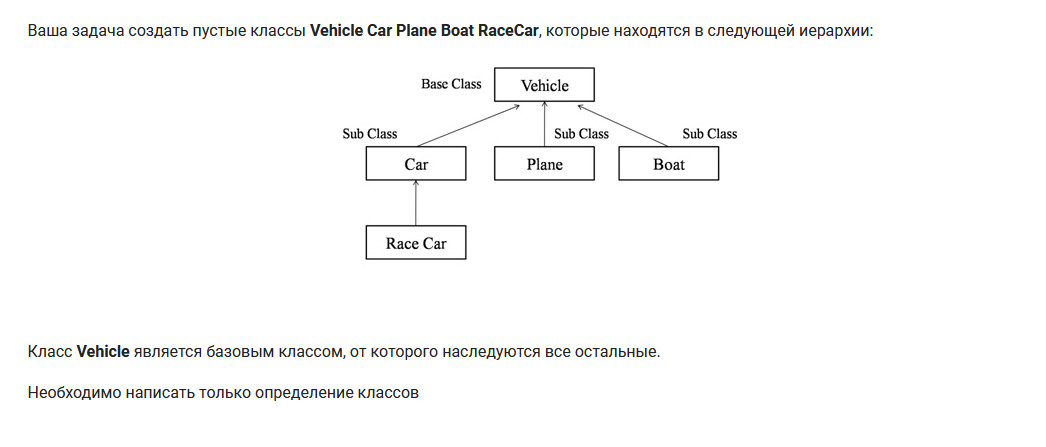 Ваша задача создать пустые классы Vehicle Car Plane Boat RaceCar, которые находятся в следующей иерархии:
Base Class
Vehicle
Sub Class
Sub Class
Sub Class
Car
Plane
Boat
Race Car
Класс Vehicle является базовым классом, от которого наследуются все остальные.
Необходимо написать только определение классов